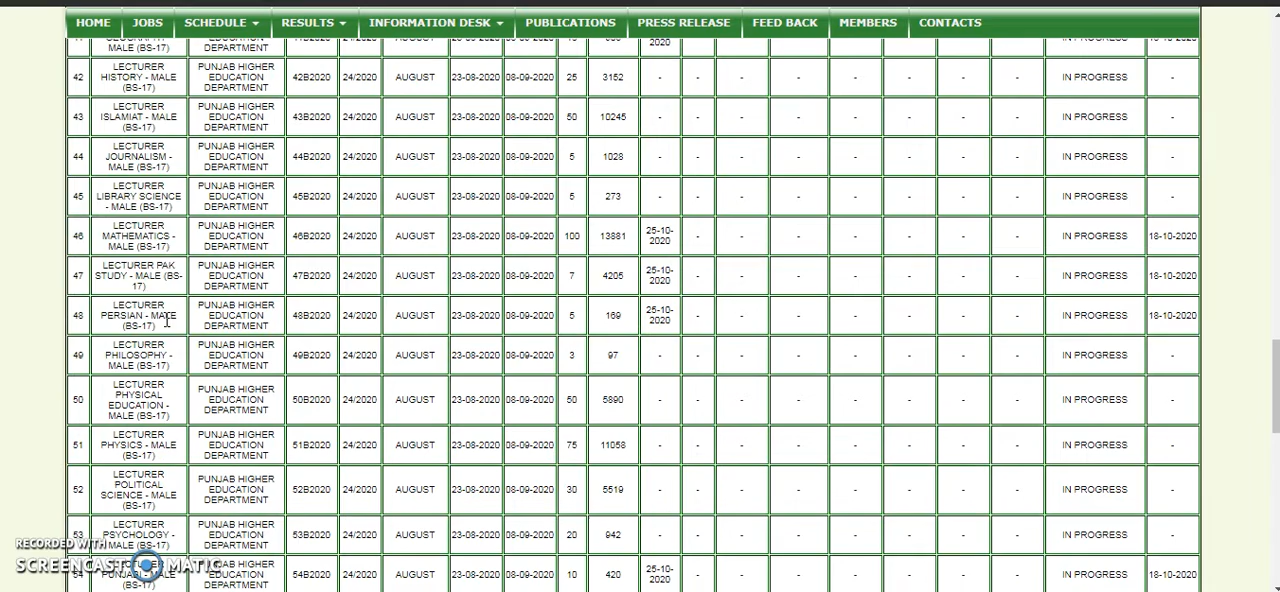 HOME JOBS SCHEDULE RESULTS INFORMATION DESK PUBLICATIONS PRESS RELEASE FEED BACK MEMBERS CONTACTS
MALE (BS-17) DEPARTMENT 2020
42 LECTURER HISTORY - MALE (BS-17) PUNJAB HIGHER EDUCATION DEPARTMENT 42B2020 24/2020 AUGUST 23-08-2020 08-09-2020 25 3152 - - - - - - - IN PROGRESS -
43 LECTURER ISLAMIAT - MALE (BS-17) PUNJAB HIGHER EDUCATION DEPARTMENT 43B2020 24/2020 AUGUST 23-08-2020 08-09-2020 50 10245 - - - - - - - IN PROGRESS -
44 LECTURER JOURNALISM - MALE (BS-17) PUNJAB HIGHER EDUCATION DEPARTMENT 44B2020 24/2020 AUGUST 23-08-2020 08-09-2020 5 1028 - - - - - - - IN PROGRESS -
45 LECTURER LIBRARY SCIENCE - MALE (BS-17) PUNJAB HIGHER EDUCATION DEPARTMENT 45B2020 24/2020 AUGUST 23-08-2020 08-09-2020 5 273 - - - - - - - IN PROGRESS -
46 LECTURER MATHEMATICS - MALE (BS-17) PUNJAB HIGHER EDUCATION DEPARTMENT 46B2020 24/2020 AUGUST 23-08-2020 08-09-2020 100 13881 25-10-2020 - - - - - - IN PROGRESS 18-10-2020
47 LECTURER PAK STUDY - MALE (BS-17) PUNJAB HIGHER EDUCATION DEPARTMENT 47B2020 24/2020 AUGUST 23-08-2020 08-09-2020 7 4205 25-10-2020 - - - - - - IN PROGRESS 18-10-2020
48 LECTURER PERSIAN - MALE (BS-17) PUNJAB HIGHER EDUCATION DEPARTMENT 48B2020 24/2020 AUGUST 23-08-2020 08-09-2020 5 169 25-10-2020 - - - - - - IN PROGRESS 18-10-2020
49 LECTURER PHILOSOPHY - MALE (BS-17) PUNJAB HIGHER EDUCATION DEPARTMENT 49B2020 24/2020 AUGUST 23-08-2020 08-09-2020 3 97 - - - - - - - IN PROGRESS -
50 LECTURER PHYSICAL EDUCATION - MALE (BS-17) PUNJAB HIGHER EDUCATION DEPARTMENT 50B2020 24/2020 AUGUST 23-08-2020 08-09-2020 50 5890 - - - - - - - IN PROGRESS -
51 LECTURER PHYSICS - MALE (BS-17) PUNJAB HIGHER EDUCATION DEPARTMENT 51B2020 24/2020 AUGUST 23-08-2020 08-09-2020 75 11058 - - - - - - - IN PROGRESS -
52 LECTURER POLITICAL SCIENCE - MALE (BS-17) PUNJAB HIGHER EDUCATION DEPARTMENT 52B2020 24/2020 AUGUST 23-08-2020 08-09-2020 30 5519 - - - - - - - IN PROGRESS -
53 LECTURER PSYCHOLOGY - MALE (BS-17) PUNJAB HIGHER EDUCATION DEPARTMENT 53B2020 24/2020 AUGUST 23-08-2020 08-09-2020 20 942 - - - - - - - IN PROGRESS -
54 PUNJABI - MALE (BS-17) PUNJAB HIGHER EDUCATION DEPARTMENT 54B2020 24/2020 AUGUST 23-08-2020 08-09-2020 10 420 25-10-2020 - - - - - - IN PROGRESS 18-10-2020
RECORDED WITH
SCREENCAST-O-MATIC